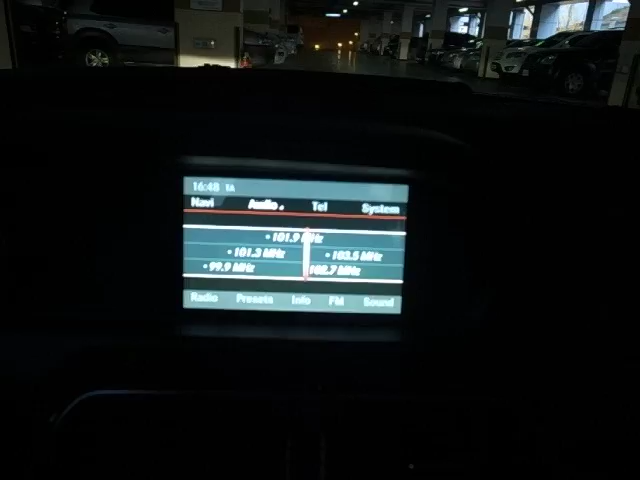 16:48 TA
Navi Audio Tel System
101.9 MHz
101.3 MHz 103.5 MHz
99.9 MHz 102.7 MHz
Radio Presets Info FM Sound